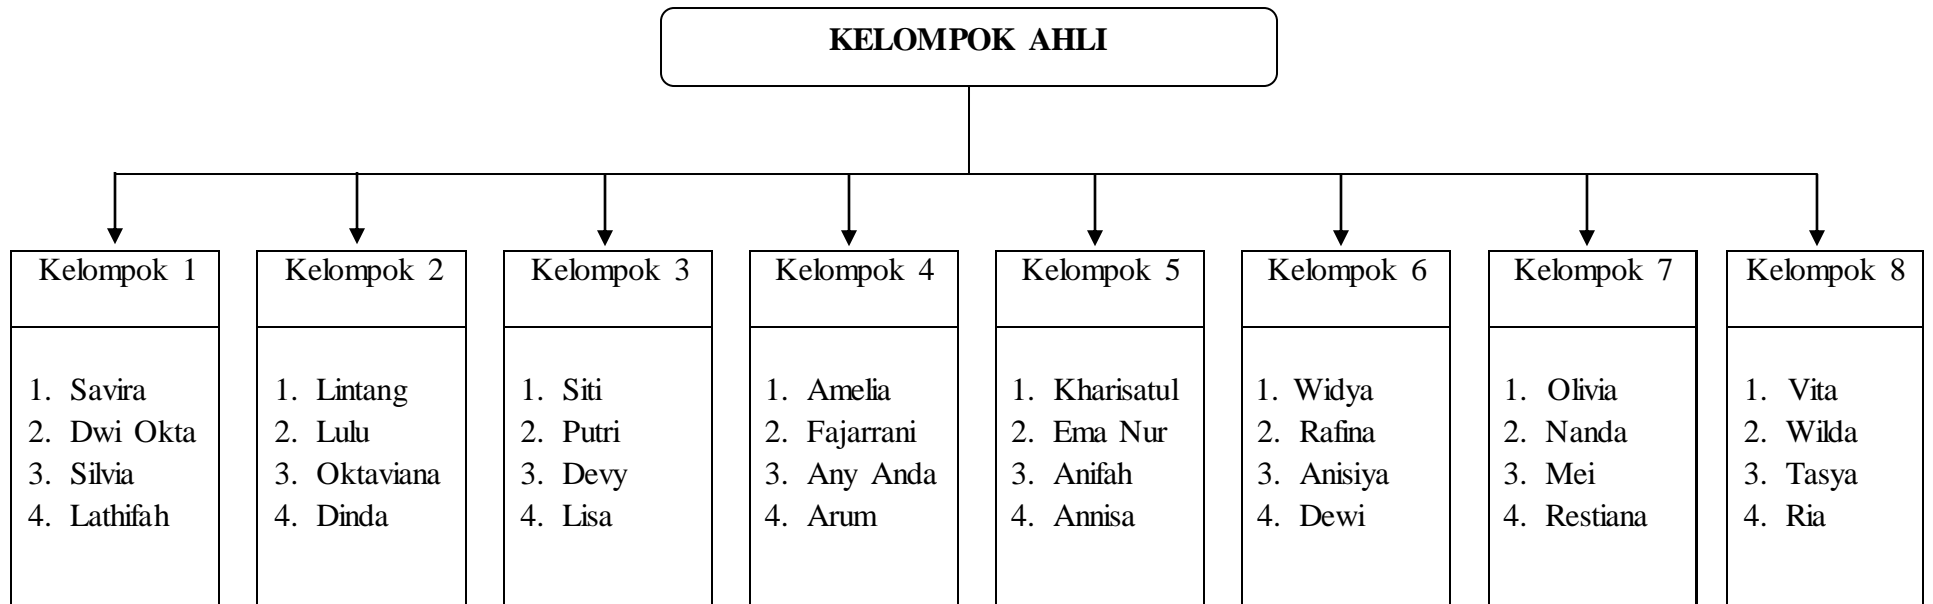 KELOMPOK AHLI
Kelompok 1
1. Savira
2. Dwi Okta
3. Silvia
4. Lathifah
Kelompok 2
1. Lintang
2. Lulu
3. Oktaviana
4. Dinda
Kelompok 3
1. Siti
2. Putri
3. Devy
4. Lisa
Kelompok 4
1. Amelia
2. Fajarrani
3. Any Anda
4. Arum
Kelompok 5
1. Kharisatul
2. Ema Nur
3. Anifah
4. Annisa
Kelompok 6
1. Widya
2. Rafina
3. Anisiya
4. Dewi
Kelompok 7
1. Olivia
2. Nanda
3. Mei
4. Restiana
Kelompok 8
1. Vita
2. Wilda
3. Tasya
4. Ria